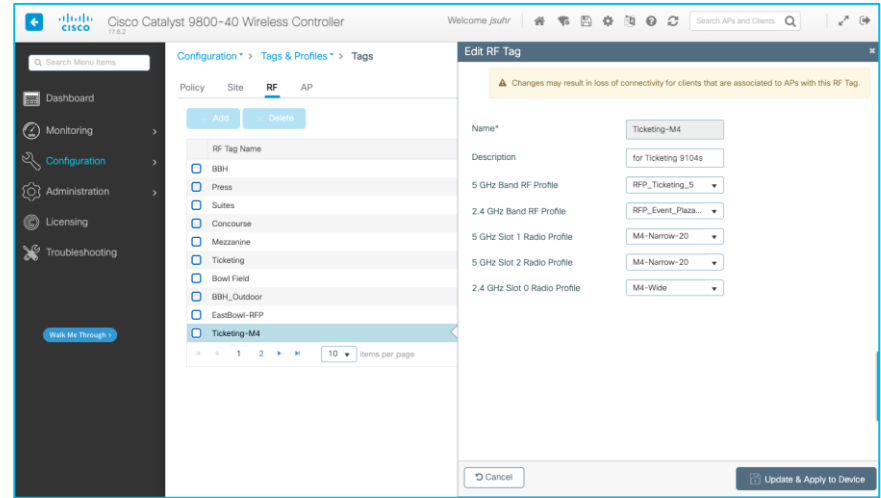 CISCO
Cisco Catalyst 9800-40 Wireless Controller
17.6.2
Welcome jsuhr
Search APs and Clients
Search Menu Items
Dashboard
Monitoring
Configuration
Administration
Licensing
Troubleshooting
Walk Me Through >
Configuration > Tags & Profiles > Tags
Policy Site RF AP
+ Add × Delete
RF Tag Name
BBH
Press
Suites
Concourse
Mezzanine
Ticketing
Bowl Field
BBH_Outdoor
EastBowl-RFP
Ticketing-M4
1 2 10 items per page
Edit RF Tag
Changes may result in loss of connectivity for clients that are associated to APs with this RF Tag.
Name* Ticketing-M4
Description for Ticketing 9104s
5 GHz Band RF Profile RFP_Ticketing_5
2.4 GHz Band RF Profile RFP_Event_Plaza...
5 GHz Slot 1 Radio Profile M4-Narrow-20
5 GHz Slot 2 Radio Profile M4-Narrow-20
2.4 GHz Slot 0 Radio Profile M4-Wide
Cancel
Update & Apply to Device